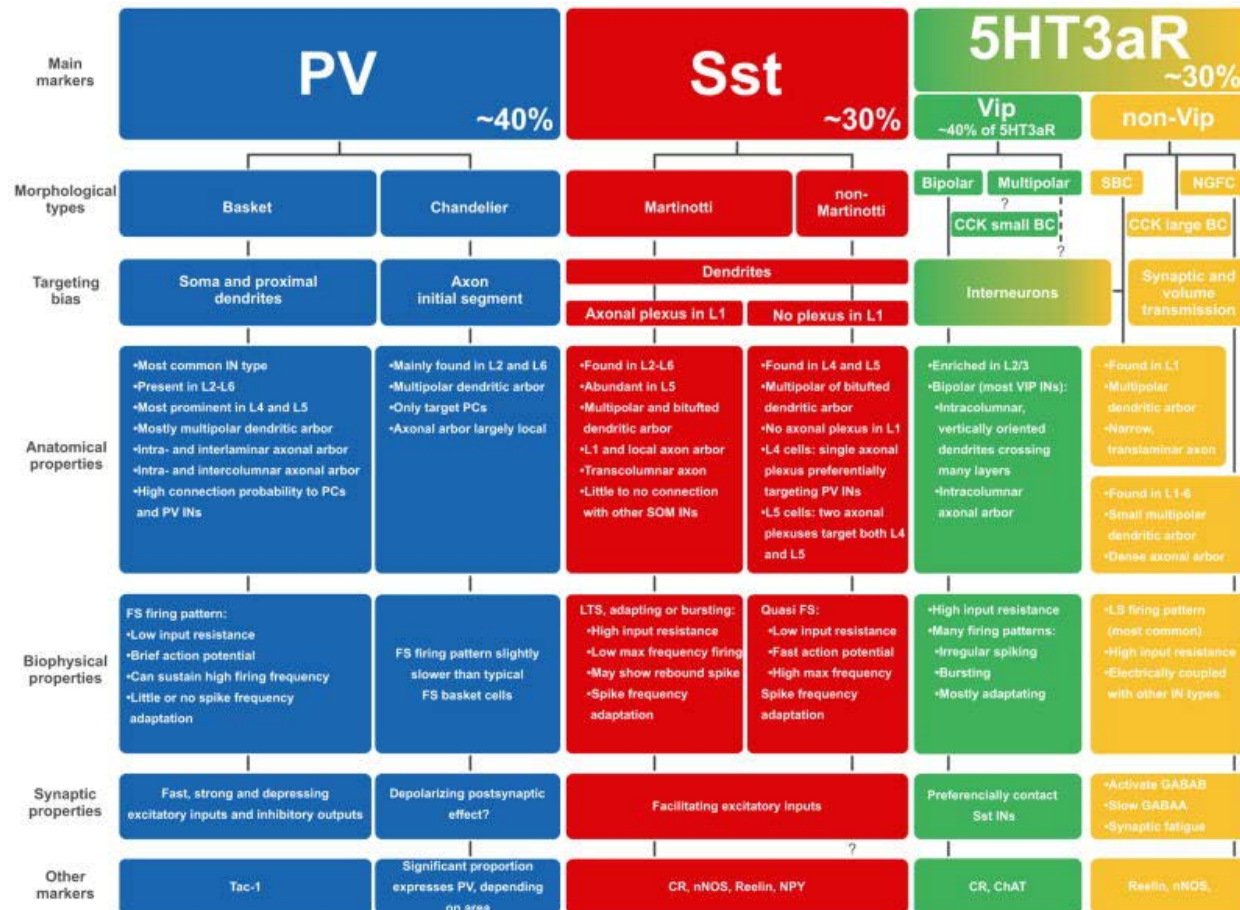 Main
markers
PV
~40%
Sst
~30%
5HT3aR
~30%
Vip
~40% of 5HT3aR
non-Vip
Morphological
types
Basket
Chandelier
Martinotti
non-
Martinotti
Bipolar
Multipolar
?
CCK small BC
?
SBC
NGFC
CCK large BC
Targeting
bias
Soma and proximal
dendrites
Axon
initial segment
Dendrites
Axonal plexus in L1
No plexus in L1
Interneurons
Synaptic and
volume
transmission
Anatomical
properties
•Most common IN type
•Present in L2-L6
•Most prominent in L4 and L5
•Mostly multipolar dendritic arbor
•Intra- and interlaminar axonal arbor
•Intra- and intercolumnar axonal arbor
•High connection probability to PCs
and PV INs
•Mainly found in L2 and L6
•Multipolar dendritic arbor
•Only target PCs
•Axonal arbor largely local
•Found in L2-L6
•Abundant in L5
•Multipolar and bitufted
dendritic arbor
•L1 and local axon arbor
•Transcolumnar axon
•Little to no connection
with other SOM INs
•Found in L4 and L5
•Multipolar of bitufted
dendritic arbor
•No axonal plexus in L1
•L4 cells: single axonal
plexus preferentially
targeting PV INs
•L5 cells: two axonal
plexuses target both L4
and L5
•Enriched in L2/3
•Bipolar (most VIP INs):
•Intracolumnar,
vertically oriented
dendrites crossing
many layers
•Intracolumnar
axonal arbor
•Found in L1
•Multipolar
dendritic arbor
•Narrow,
translaminar axon
•Found in L1-6
•Small multipolar
dendritic arbor
•Dense axonal arbor
Biophysical
properties
FS firing pattern:
•Low input resistance
•Brief action potential
•Can sustain high firing frequency
•Little or no spike frequency
adaptation
FS firing pattern slightly
slower than typical
FS basket cells
LTS, adapting or bursting:
•High input resistance
•Low max frequency firing
•May show rebound spike
•Spike frequency
adaptation
Quasi FS:
•Low input resistance
•Fast action potential
•High max frequency
Spike frequency
adaptation
•High input resistance
•Many firing patterns:
•Irregular spiking
•Bursting
•Mostly adaptating
•LS firing pattern
(most common)
•High input resistance
•Electrically coupled
with other IN types
Synaptic
properties
Fast, strong and depressing
excitatory inputs and inhibitory outputs
Depolarizing postsynaptic
effect?
Facilitating excitatory inputs
Preferencially contact
Sst INs
•Activate GABAB
•Slow GABAA
•Synaptic fatigue
?
Other
markers
Tac-1
Significant proportion
expresses PV, depending
on area
CR, nNOS, Reelin, NPY
CR, ChAT
Reelin, nNOS,